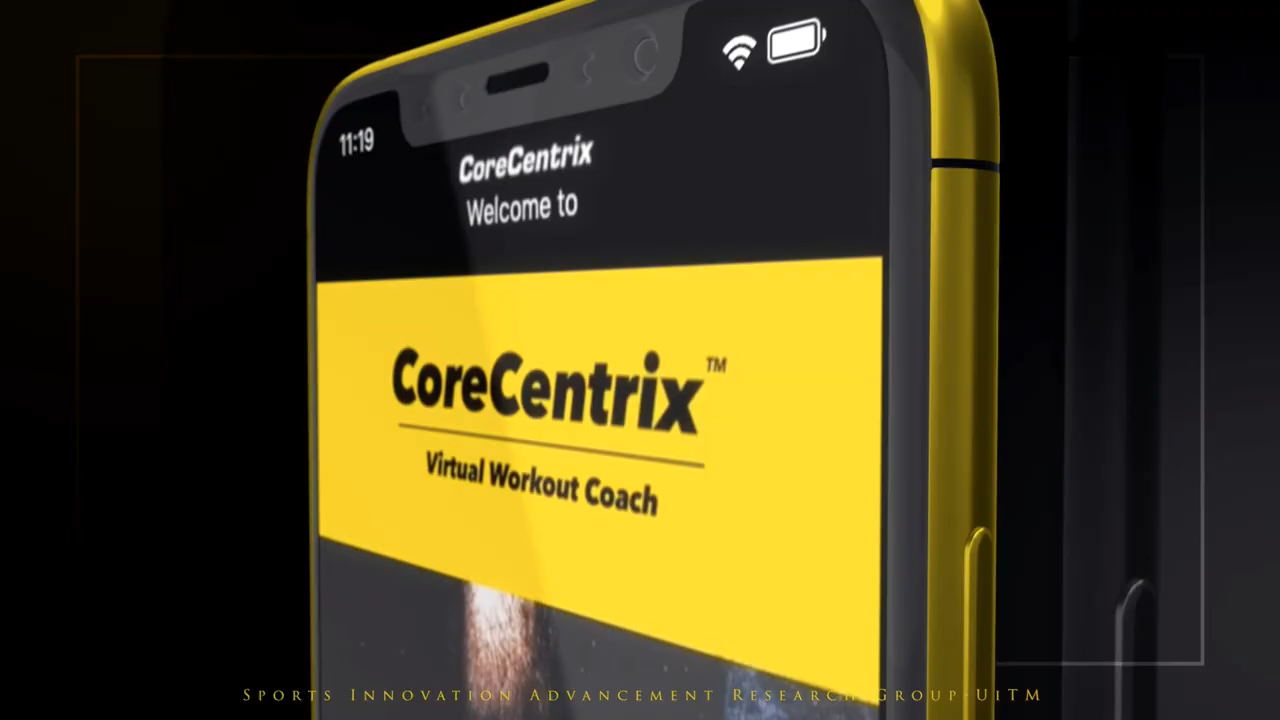 11:19
CoreCentrix
Welcome to
CoreCentrix™
Virtual Workout Coach
Sports Innovation Advancement Research Group-UiTM